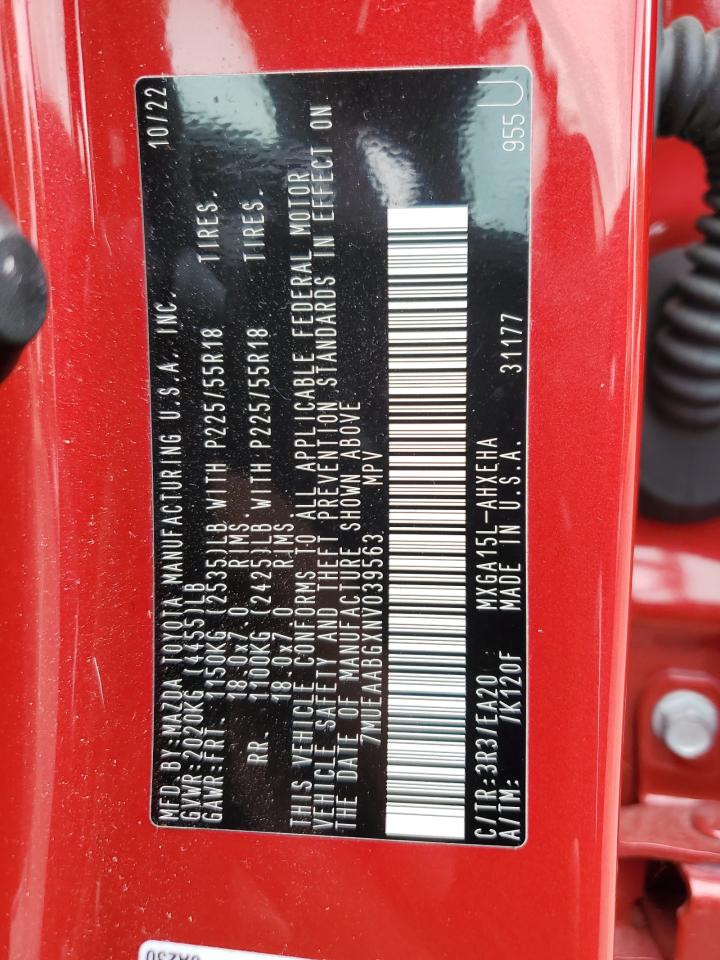 MFD. BY: MAZDA TOYOTA MANUFACTURING U.S.A. INC. 10/22
GVWR: 2020KG (4455)LB
GAWR: FRT. 1150KG (2535)LB WITH P225/55R18 TIRES.
18.0x7.0 RIMS
RR. 1100KG (2425)LB WITH P225/55R18 TIRES.
18.0x7.0 RIMS
THIS VEHICLE CONFORMS TO ALL APPLICABLE FEDERAL MOTOR
VEHICLE SAFETY AND THEFT PREVENTION STANDARDS IN EFFECT ON
THE DATE OF MANUFACTURE SHOWN ABOVE
7MUEAABGXNV039563 MPV
C/TR: 3R3/EA20 MXGA15L-AHXEHA 955 U
A/TM: /K120F MADE IN U.S.A. 31177